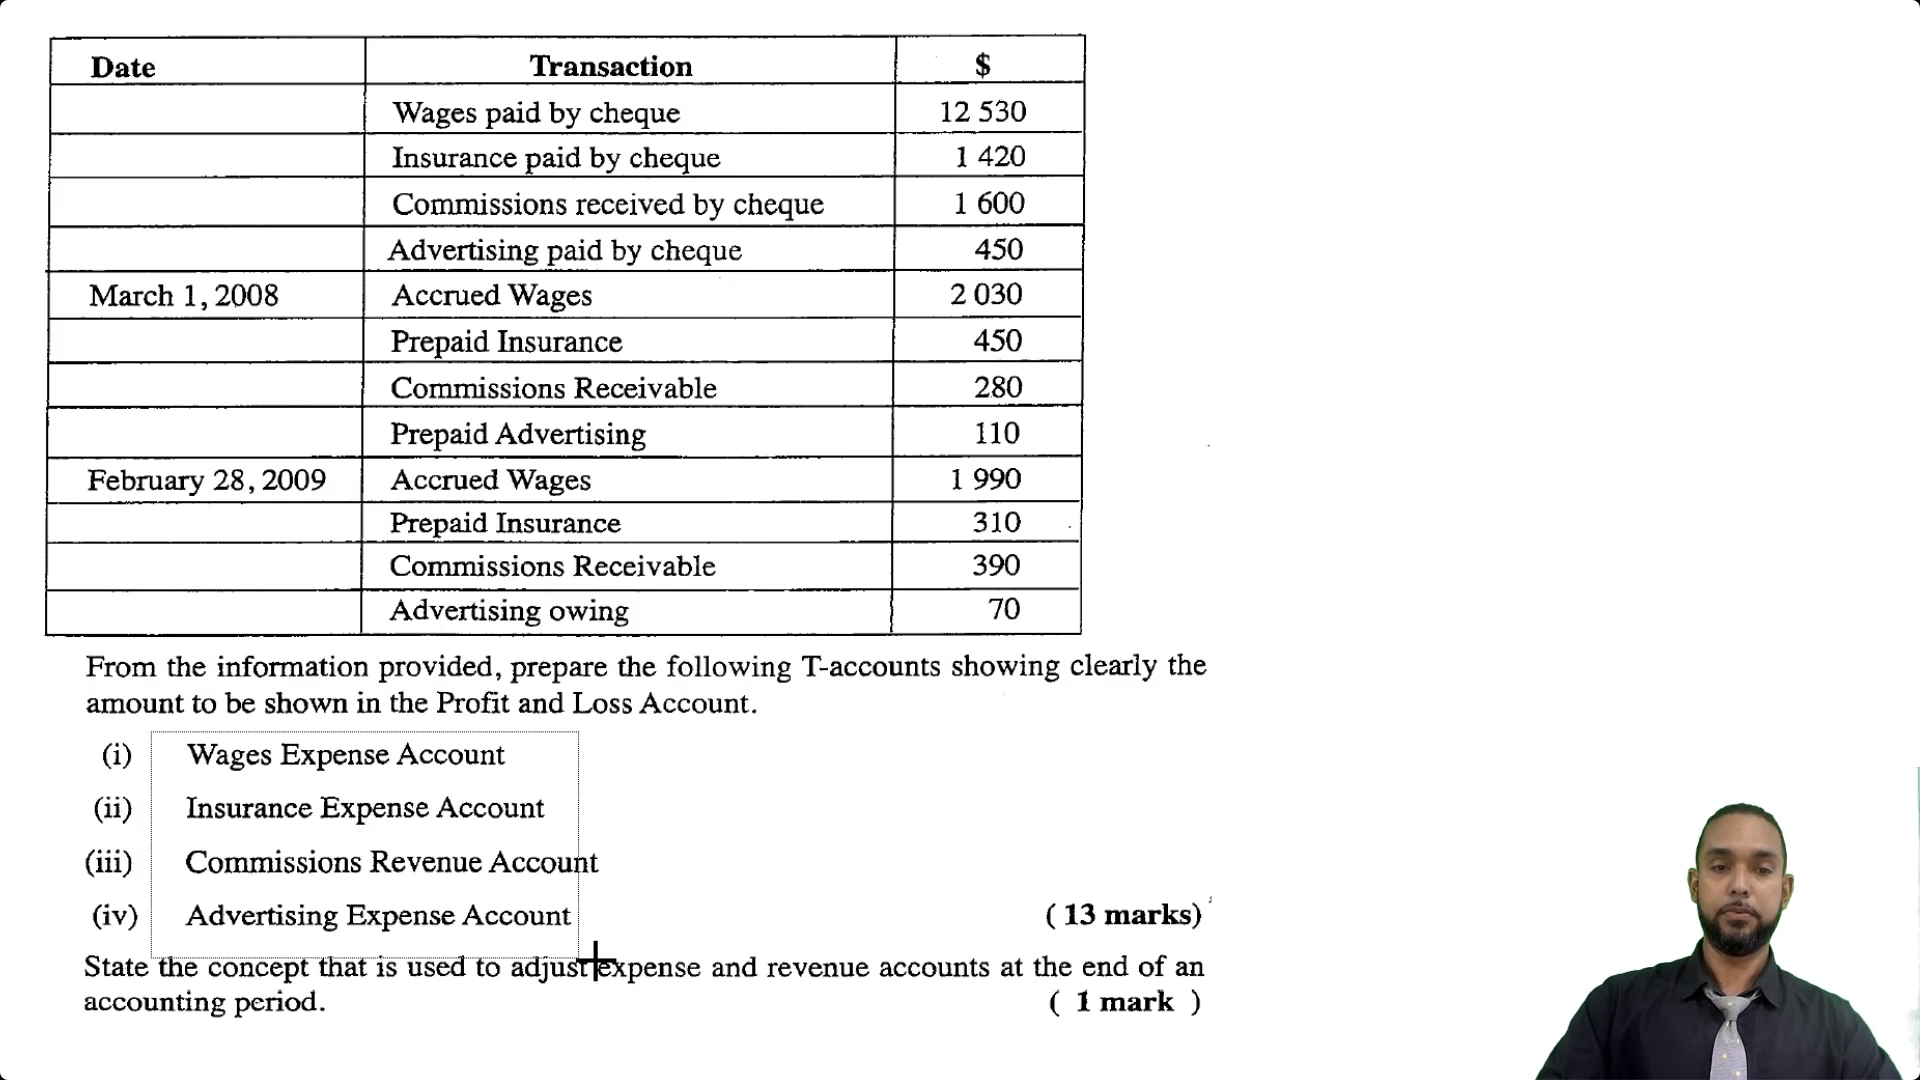 Date Transaction $
Wages paid by cheque 12 530
Insurance paid by cheque 1 420
Commissions received by cheque 1 600
Advertising paid by cheque 450
March 1, 2008 Accrued Wages 2 030
Prepaid Insurance 450
Commissions Receivable 280
Prepaid Advertising 110
February 28, 2009 Accrued Wages 1 990
Prepaid Insurance 310
Commissions Receivable 390
Advertising owing 70
From the information provided, prepare the following T-accounts showing clearly the
amount to be shown in the Profit and Loss Account.
(i) Wages Expense Account
(ii) Insurance Expense Account
(iii) Commissions Revenue Account
(iv) Advertising Expense Account ( 13 marks)
State the concept that is used to adjust expense and revenue accounts at the end of an
accounting period. ( 1 mark )